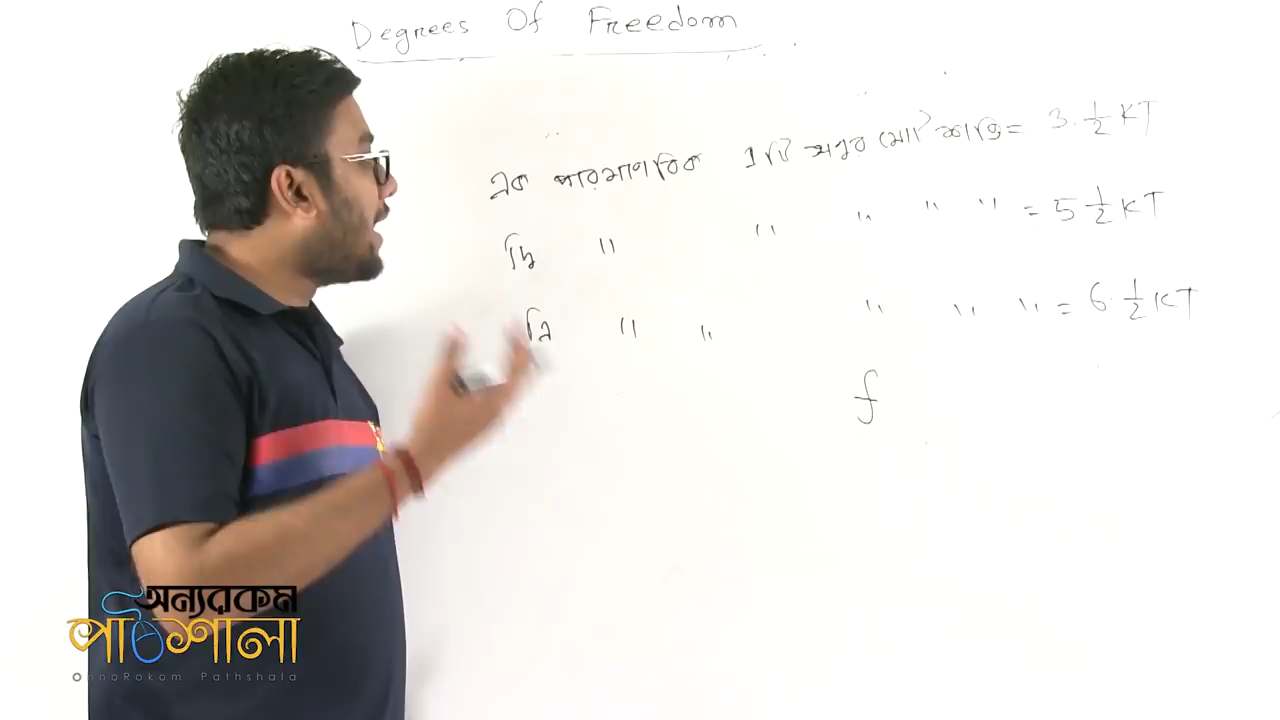 Degrees Of Freedom
এক পারমাণবিক 1টি অণুর মোট শক্তি = 3·½ KT
দ্বি " " " " " = 5 ½ KT
ত্রি " " " " " = 6·½ KT
f
অন্যরকম
পাঠশালা
OnnoRokom Pathshala